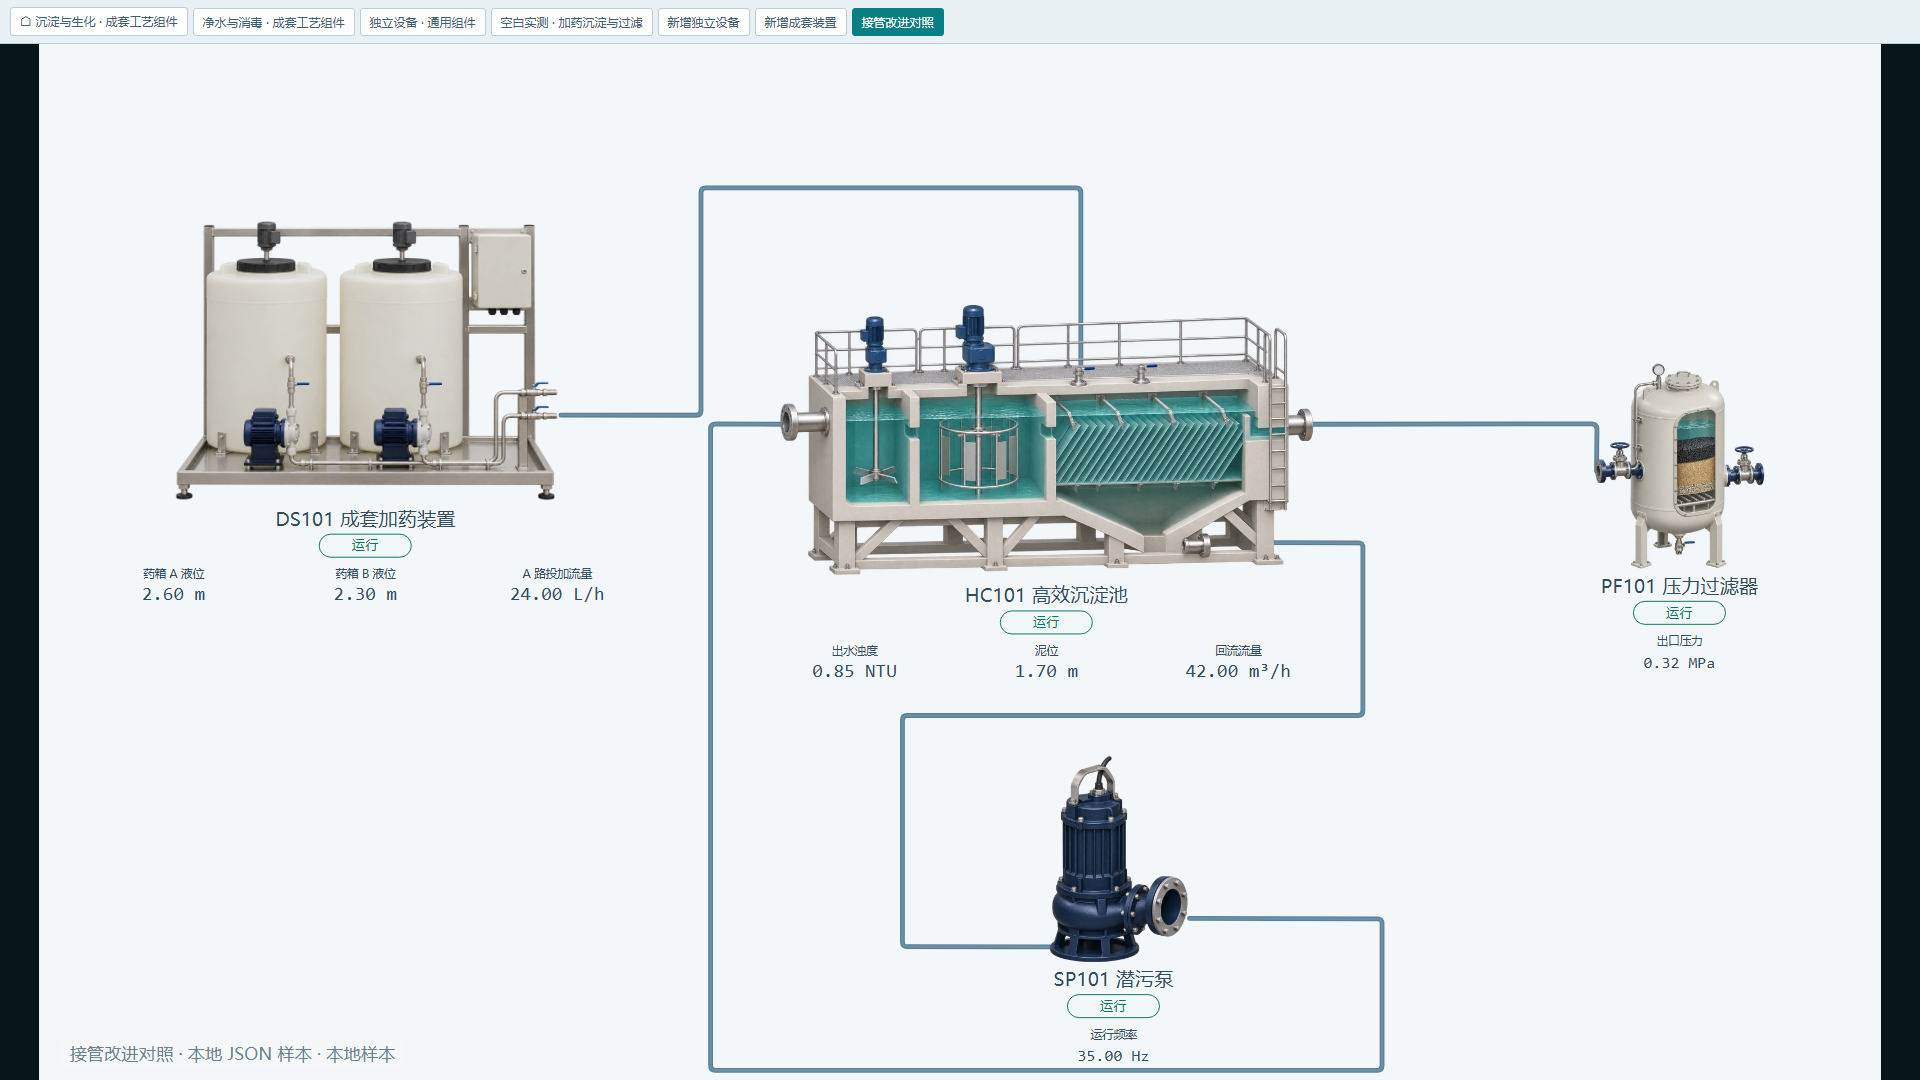 沉淀与生化 · 成套工艺组件
净水与消毒 · 成套工艺组件
独立设备 · 通用组件
空白实测 · 加药沉淀与过滤
新增独立设备
新增成套装置
接管改进对照
DS101 成套加药装置
运行
药箱 A 液位
药箱 B 液位
A 路投加流量
2.60 m
2.30 m
24.00 L/h
HC101 高效沉淀池
运行
出水浊度
泥位
回流流量
0.85 NTU
1.70 m
42.00 m³/h
PF101 压力过滤器
运行
出口压力
0.32 MPa
SP101 潜污泵
运行
运行频率
35.00 Hz
接管改进对照 · 本地 JSON 样本 · 本地样本